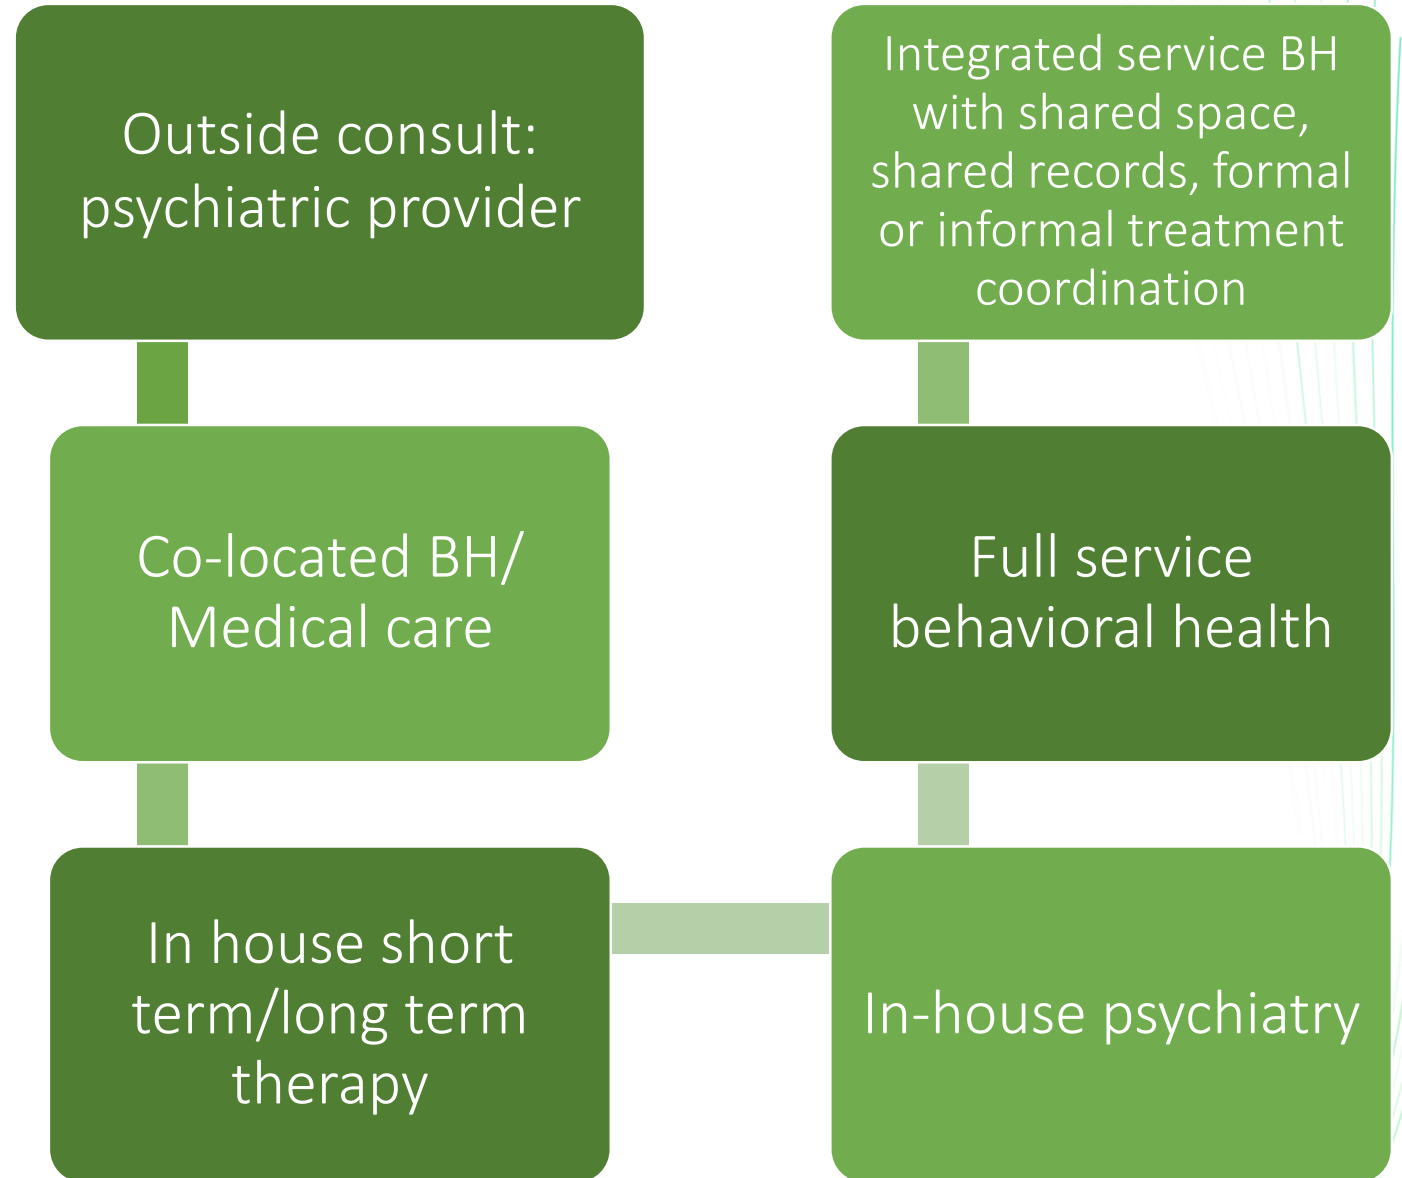 Outside consult:
psychiatric provider
Co-located BH/
Medical care
In house short
term/long term
therapy
In-house psychiatry
Full service
behavioral health
Integrated service BH
with shared space,
shared records, formal
or informal treatment
coordination